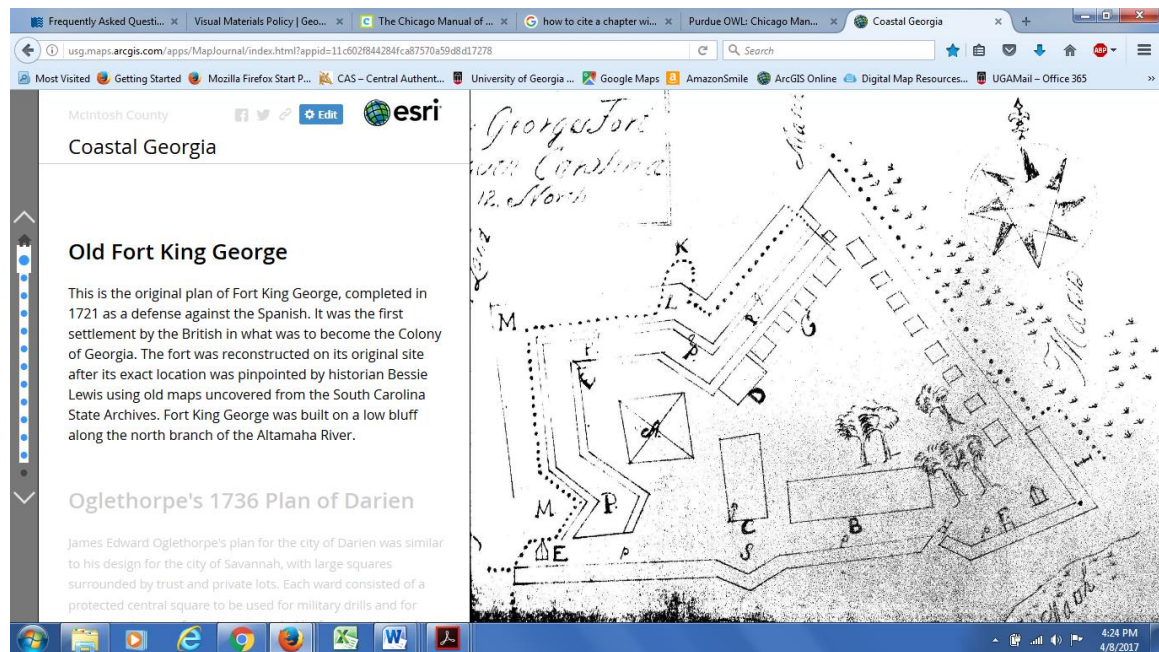 Frequently Asked Questi... × Visual Materials Policy | Geo... × The Chicago Manual of ... × how to cite a chapter wi... × Purdue OWL: Chicago Man... × Coastal Georgia × +
usg.maps.arcgis.com/apps/MapJournal/index.html?appid=11c602f844284fca87570a59d8d17278 Search ABP
Most Visited Getting Started Mozilla Firefox Start P... CAS – Central Authent... University of Georgia ... Google Maps AmazonSmile ArcGIS Online Digital Map Resources... UGAMail – Office 365 »
McIntosh County Edit esri
Coastal Georgia
Old Fort King George
This is the original plan of Fort King George, completed in
1721 as a defense against the Spanish. It was the first
settlement by the British in what was to become the Colony
of Georgia. The fort was reconstructed on its original site
after its exact location was pinpointed by historian Bessie
Lewis using old maps uncovered from the South Carolina
State Archives. Fort King George was built on a low bluff
along the north branch of the Altamaha River.
Oglethorpe's 1736 Plan of Darien
James Edward Oglethorpe's plan for the city of Darien was similar
to his design for the city of Savannah, with large squares
surrounded by trust and private lots. Each ward consisted of a
protected central square to be used for military drills and for
Georges Fort
Carolina
12. North
K
L
M
P
G
F
D
A
M
P
C
B
E
S
4:24 PM
4/8/2017